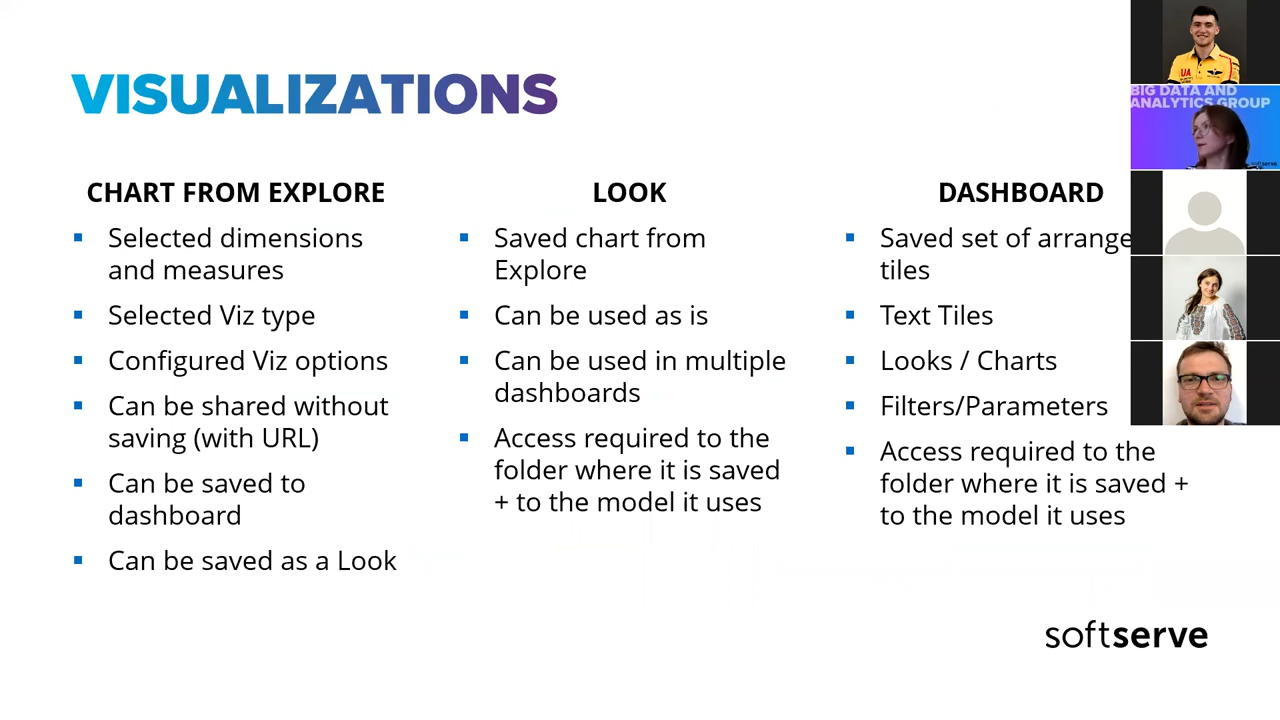 VISUALIZATIONS
CHART FROM EXPLORE
Selected dimensions
and measures
Selected Viz type
Configured Viz options
Can be shared without
saving (with URL)
Can be saved to
dashboard
Can be saved as a Look
LOOK
Saved chart from
Explore
Can be used as is
Can be used in multiple
dashboards
Access required to the
folder where it is saved
+ to the model it uses
DASHBOARD
Saved set of arrange
tiles
Text Tiles
Looks / Charts
Filters/Parameters
Access required to the
folder where it is saved +
to the model it uses
softserve
UA
BIG DATA AND
ANALYTICS GROUP
softserve